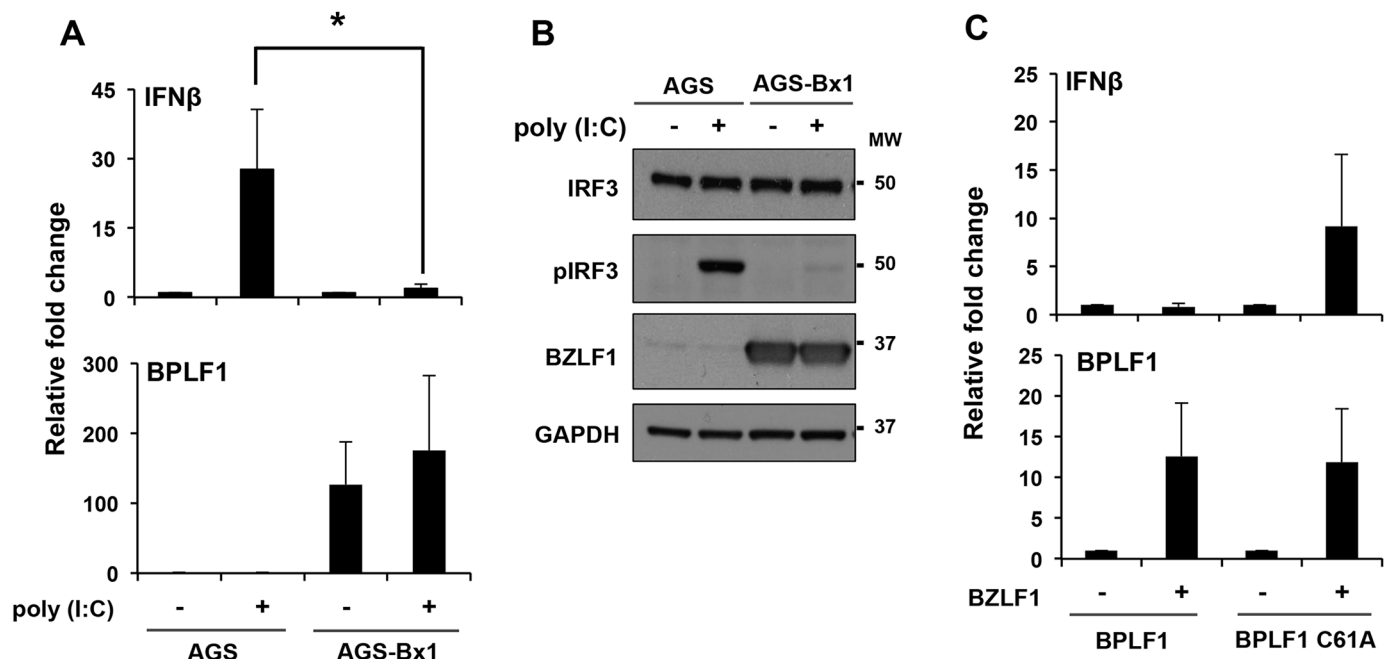 A
*
45
IFNβ
30
15
0
Relative fold change
300
BPLF1
200
100
0
poly (I:C) - + - +
AGS AGS-Bx1
B
AGS AGS-Bx1
poly (I:C) - + - +
MW
IRF3 50
pIRF3 50
BZLF1 37
GAPDH 37
C
25
IFNβ
20
15
10
5
0
Relative fold change
25
BPLF1
20
15
10
5
0
BZLF1 - + - +
BPLF1 BPLF1 C61A